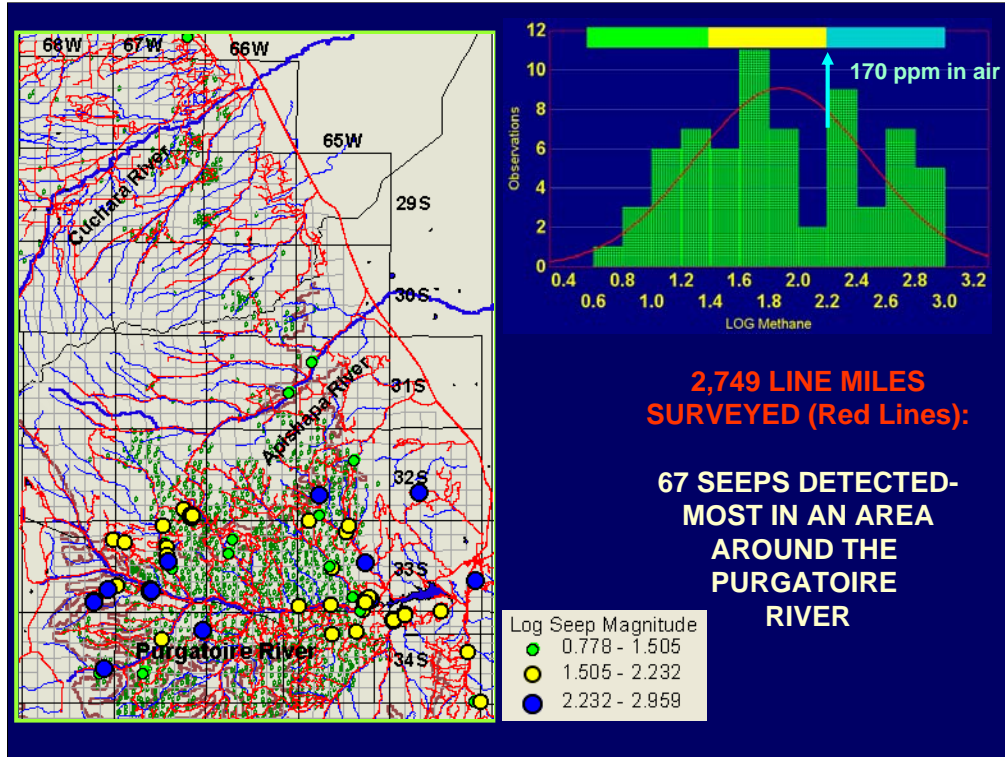 68W 67W 66W
65W
Cuchara River
29S
30S
31S
Apishapa River
32S
33S
Purgatoire River
34S
12
10
8
6
4
2
0
Observations
170 ppm in air
0.4 0.8 1.2 1.6 2.0 2.4 2.8 3.2
0.6 1.0 1.4 1.8 2.2 2.6 3.0
LOG Methane
2,749 LINE MILES
SURVEYED (Red Lines):
67 SEEPS DETECTED-
MOST IN AN AREA
AROUND THE
PURGATOIRE
RIVER
Log Seep Magnitude
0.778 - 1.505
1.505 - 2.232
2.232 - 2.959